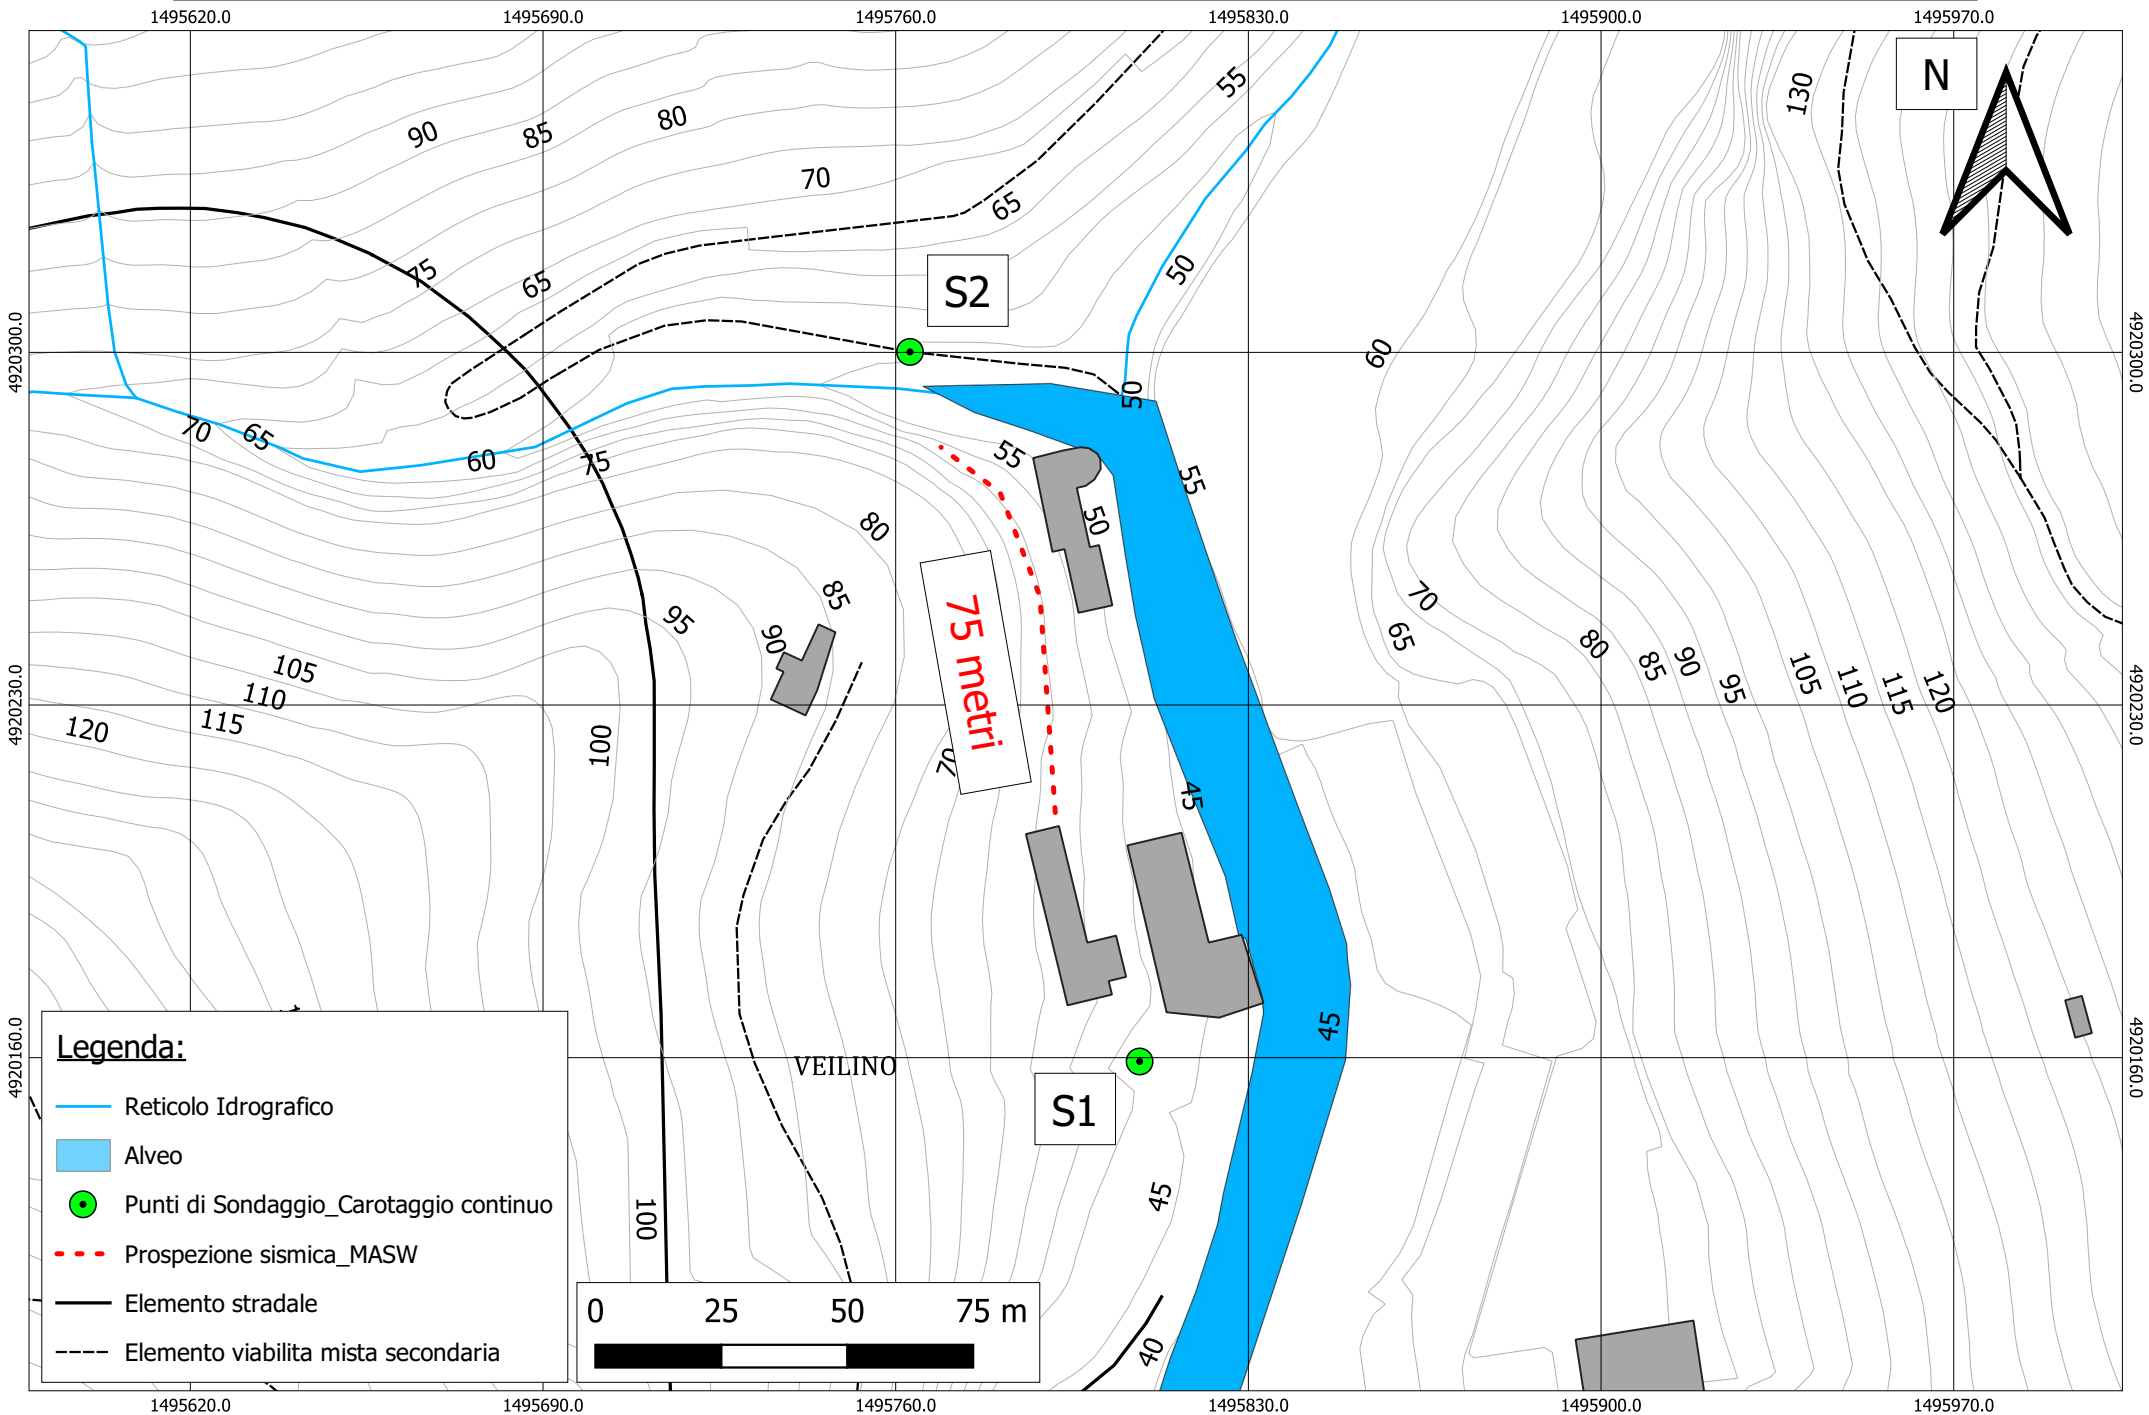 1495620.0 1495690.0 1495760.0 1495830.0 1495900.0 1495970.0
N
55
130
90 85 80
70
65
50
75
65
S2
4920300.0 4920300.0
60
50
70 65
60 75
55
55
50
80
85
70
65
95
90
80
85
90
95
105
110
115
120
75 metri
105
110
115
120
100
4920230.0 4920230.0
70
45
45
4920160.0 4920160.0
VEILINO
S1
45
100
40
Legenda:
Reticolo Idrografico
Alveo
Punti di Sondaggio_Carotaggio continuo
Prospezione sismica_MASW
Elemento stradale
Elemento viabilita mista secondaria
0 25 50 75 m
1495620.0 1495690.0 1495760.0 1495830.0 1495900.0 1495970.0